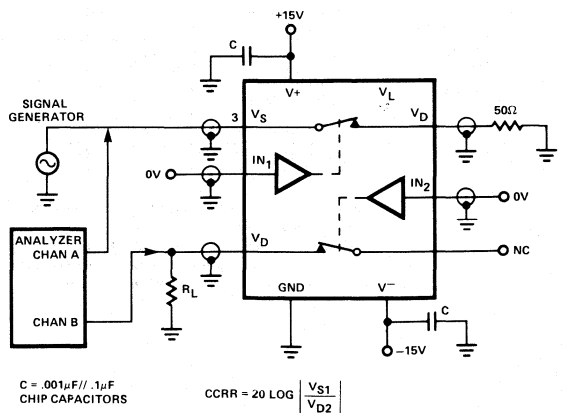 +15V
C
V+
VL
SIGNAL
GENERATOR
3
VS
VD
50Ω
0V
IN1
IN2
0V
ANALYZER
CHAN A
VD
NC
RL
CHAN B
GND
V−
C
−15V
C = .001µF// .1µF
CHIP CAPACITORS
CCRR = 20 LOG |VS1/VD2|